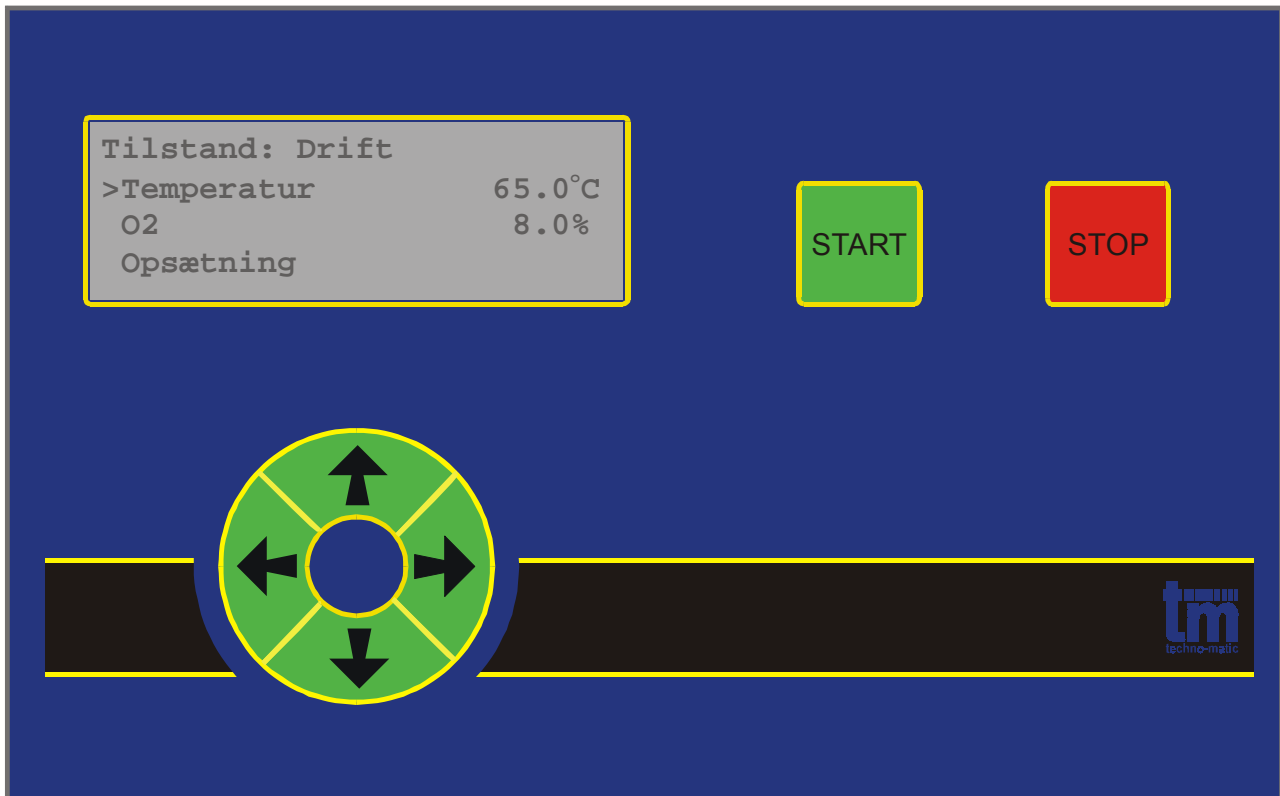 Tilstand: Drift
>Temperatur 65.0°C
O2 8.0%
Opsætning
START
STOP
tm
techno-matic